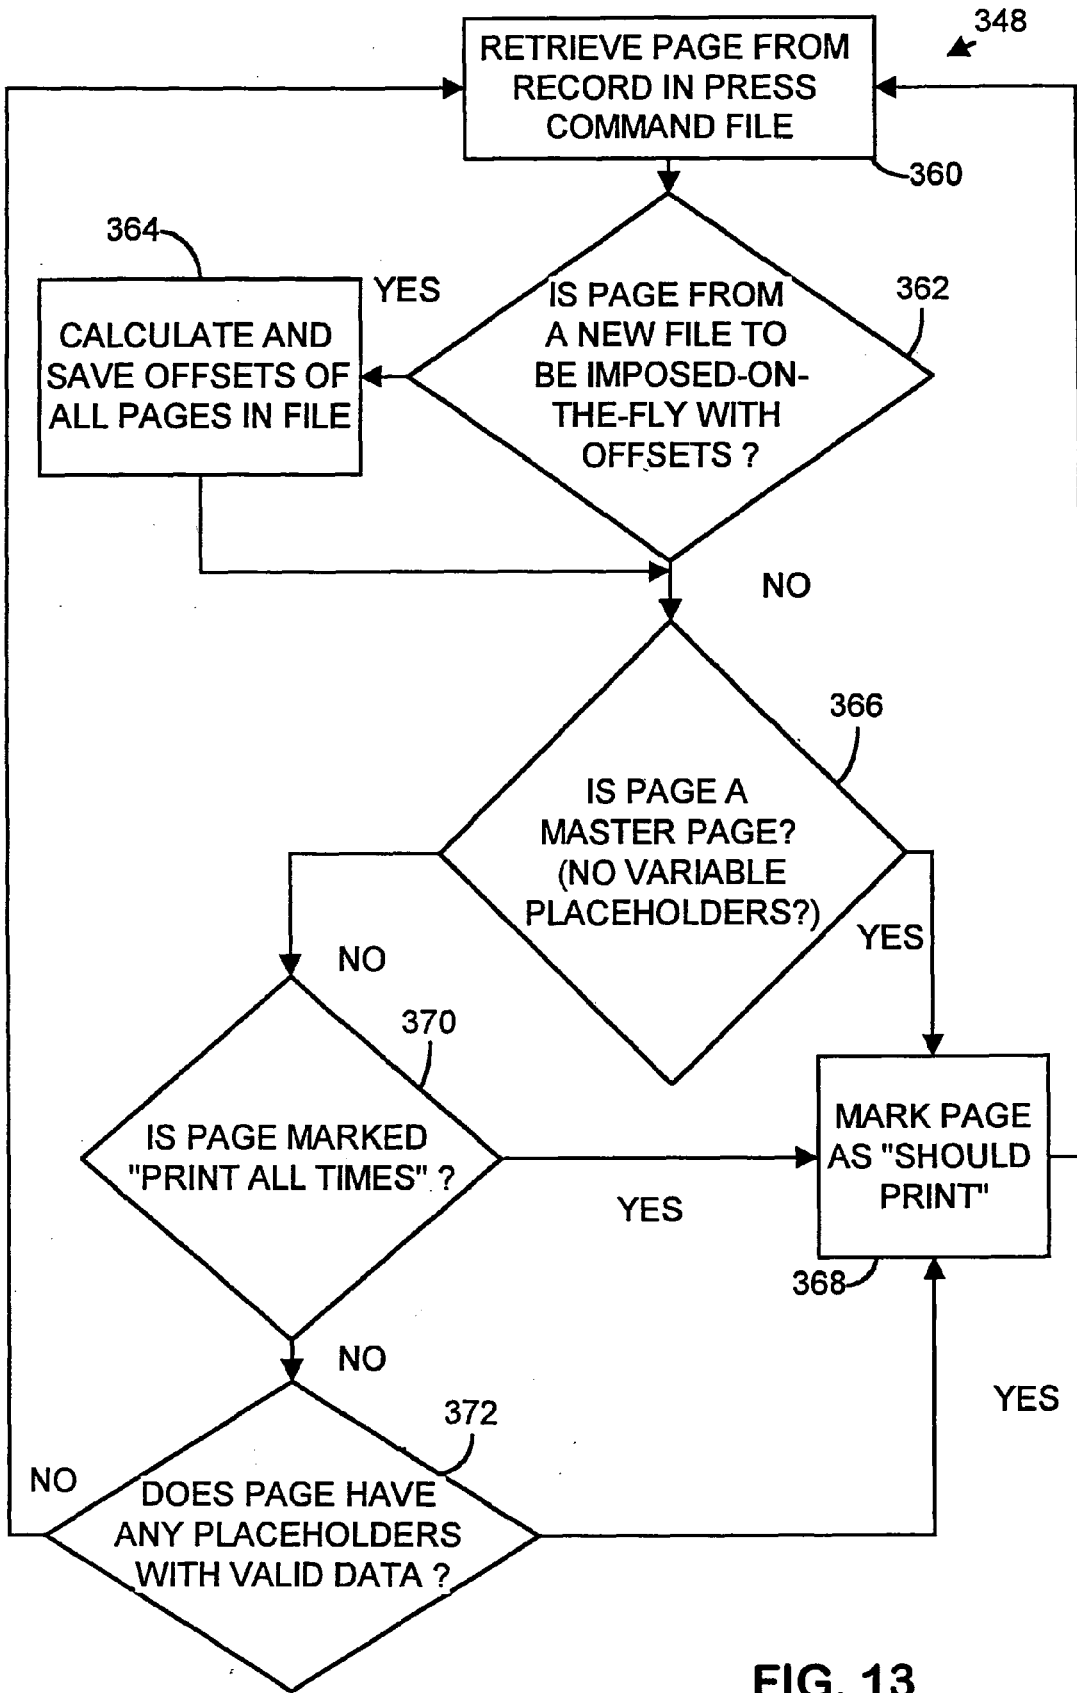 348
RETRIEVE PAGE FROM
RECORD IN PRESS
COMMAND FILE
360
364
YES
362
IS PAGE FROM
A NEW FILE TO
BE IMPOSED-ON-
THE-FLY WITH
OFFSETS ?
CALCULATE AND
SAVE OFFSETS OF
ALL PAGES IN FILE
NO
366
IS PAGE A
MASTER PAGE?
(NO VARIABLE
PLACEHOLDERS?)
YES
NO
370
IS PAGE MARKED
"PRINT ALL TIMES" ?
MARK PAGE
AS "SHOULD
PRINT"
YES
368
NO
372
YES
NO
DOES PAGE HAVE
ANY PLACEHOLDERS
WITH VALID DATA ?
FIG. 13